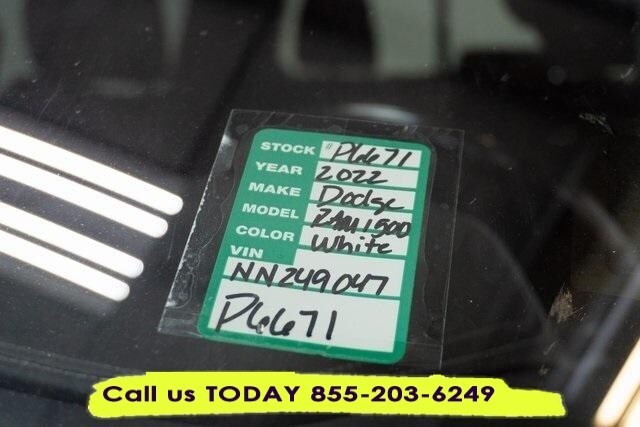 STOCK # P6671
YEAR 2022
MAKE Dodge
MODEL RAM 1500
COLOR White
VIN
NN249047
P6671
Call us TODAY 855-203-6249